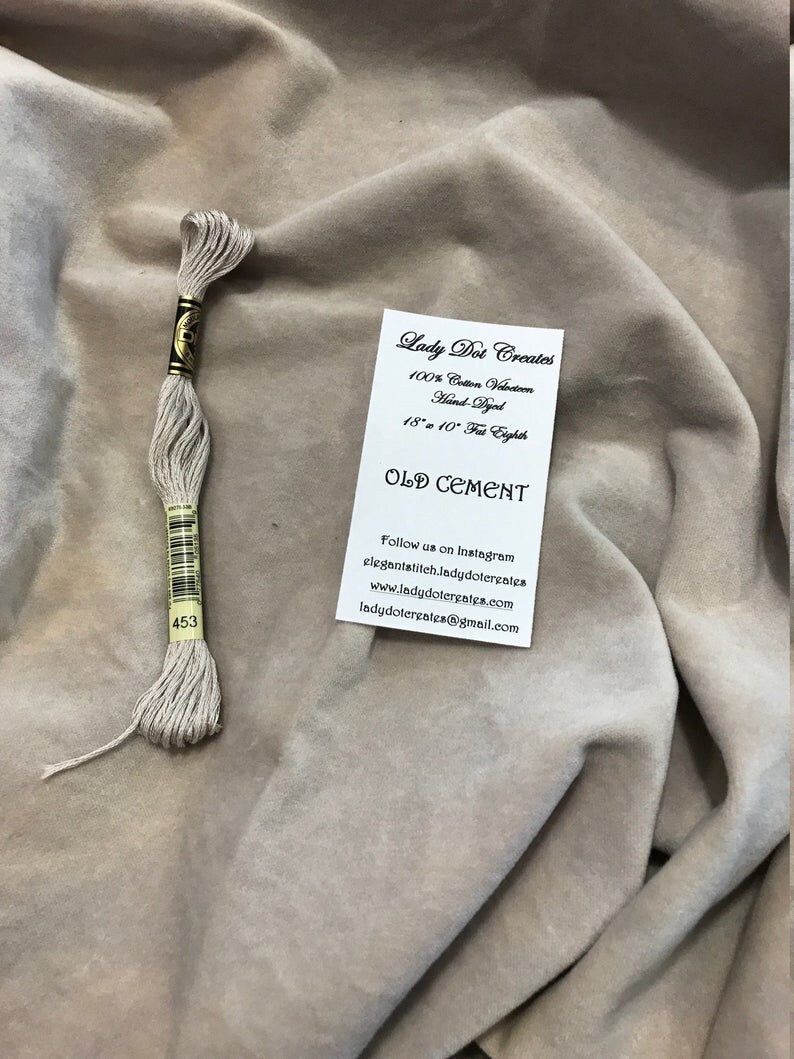 Lady Dot Creates
100% Cotton Velveteen
Hand-Dyed
18" x 10" Fat Eighth
OLD CEMENT
Follow us on Instagram
elegantstitch.ladydotcreates
www.ladydotcreates.com
ladydotcreates@gmail.com
453